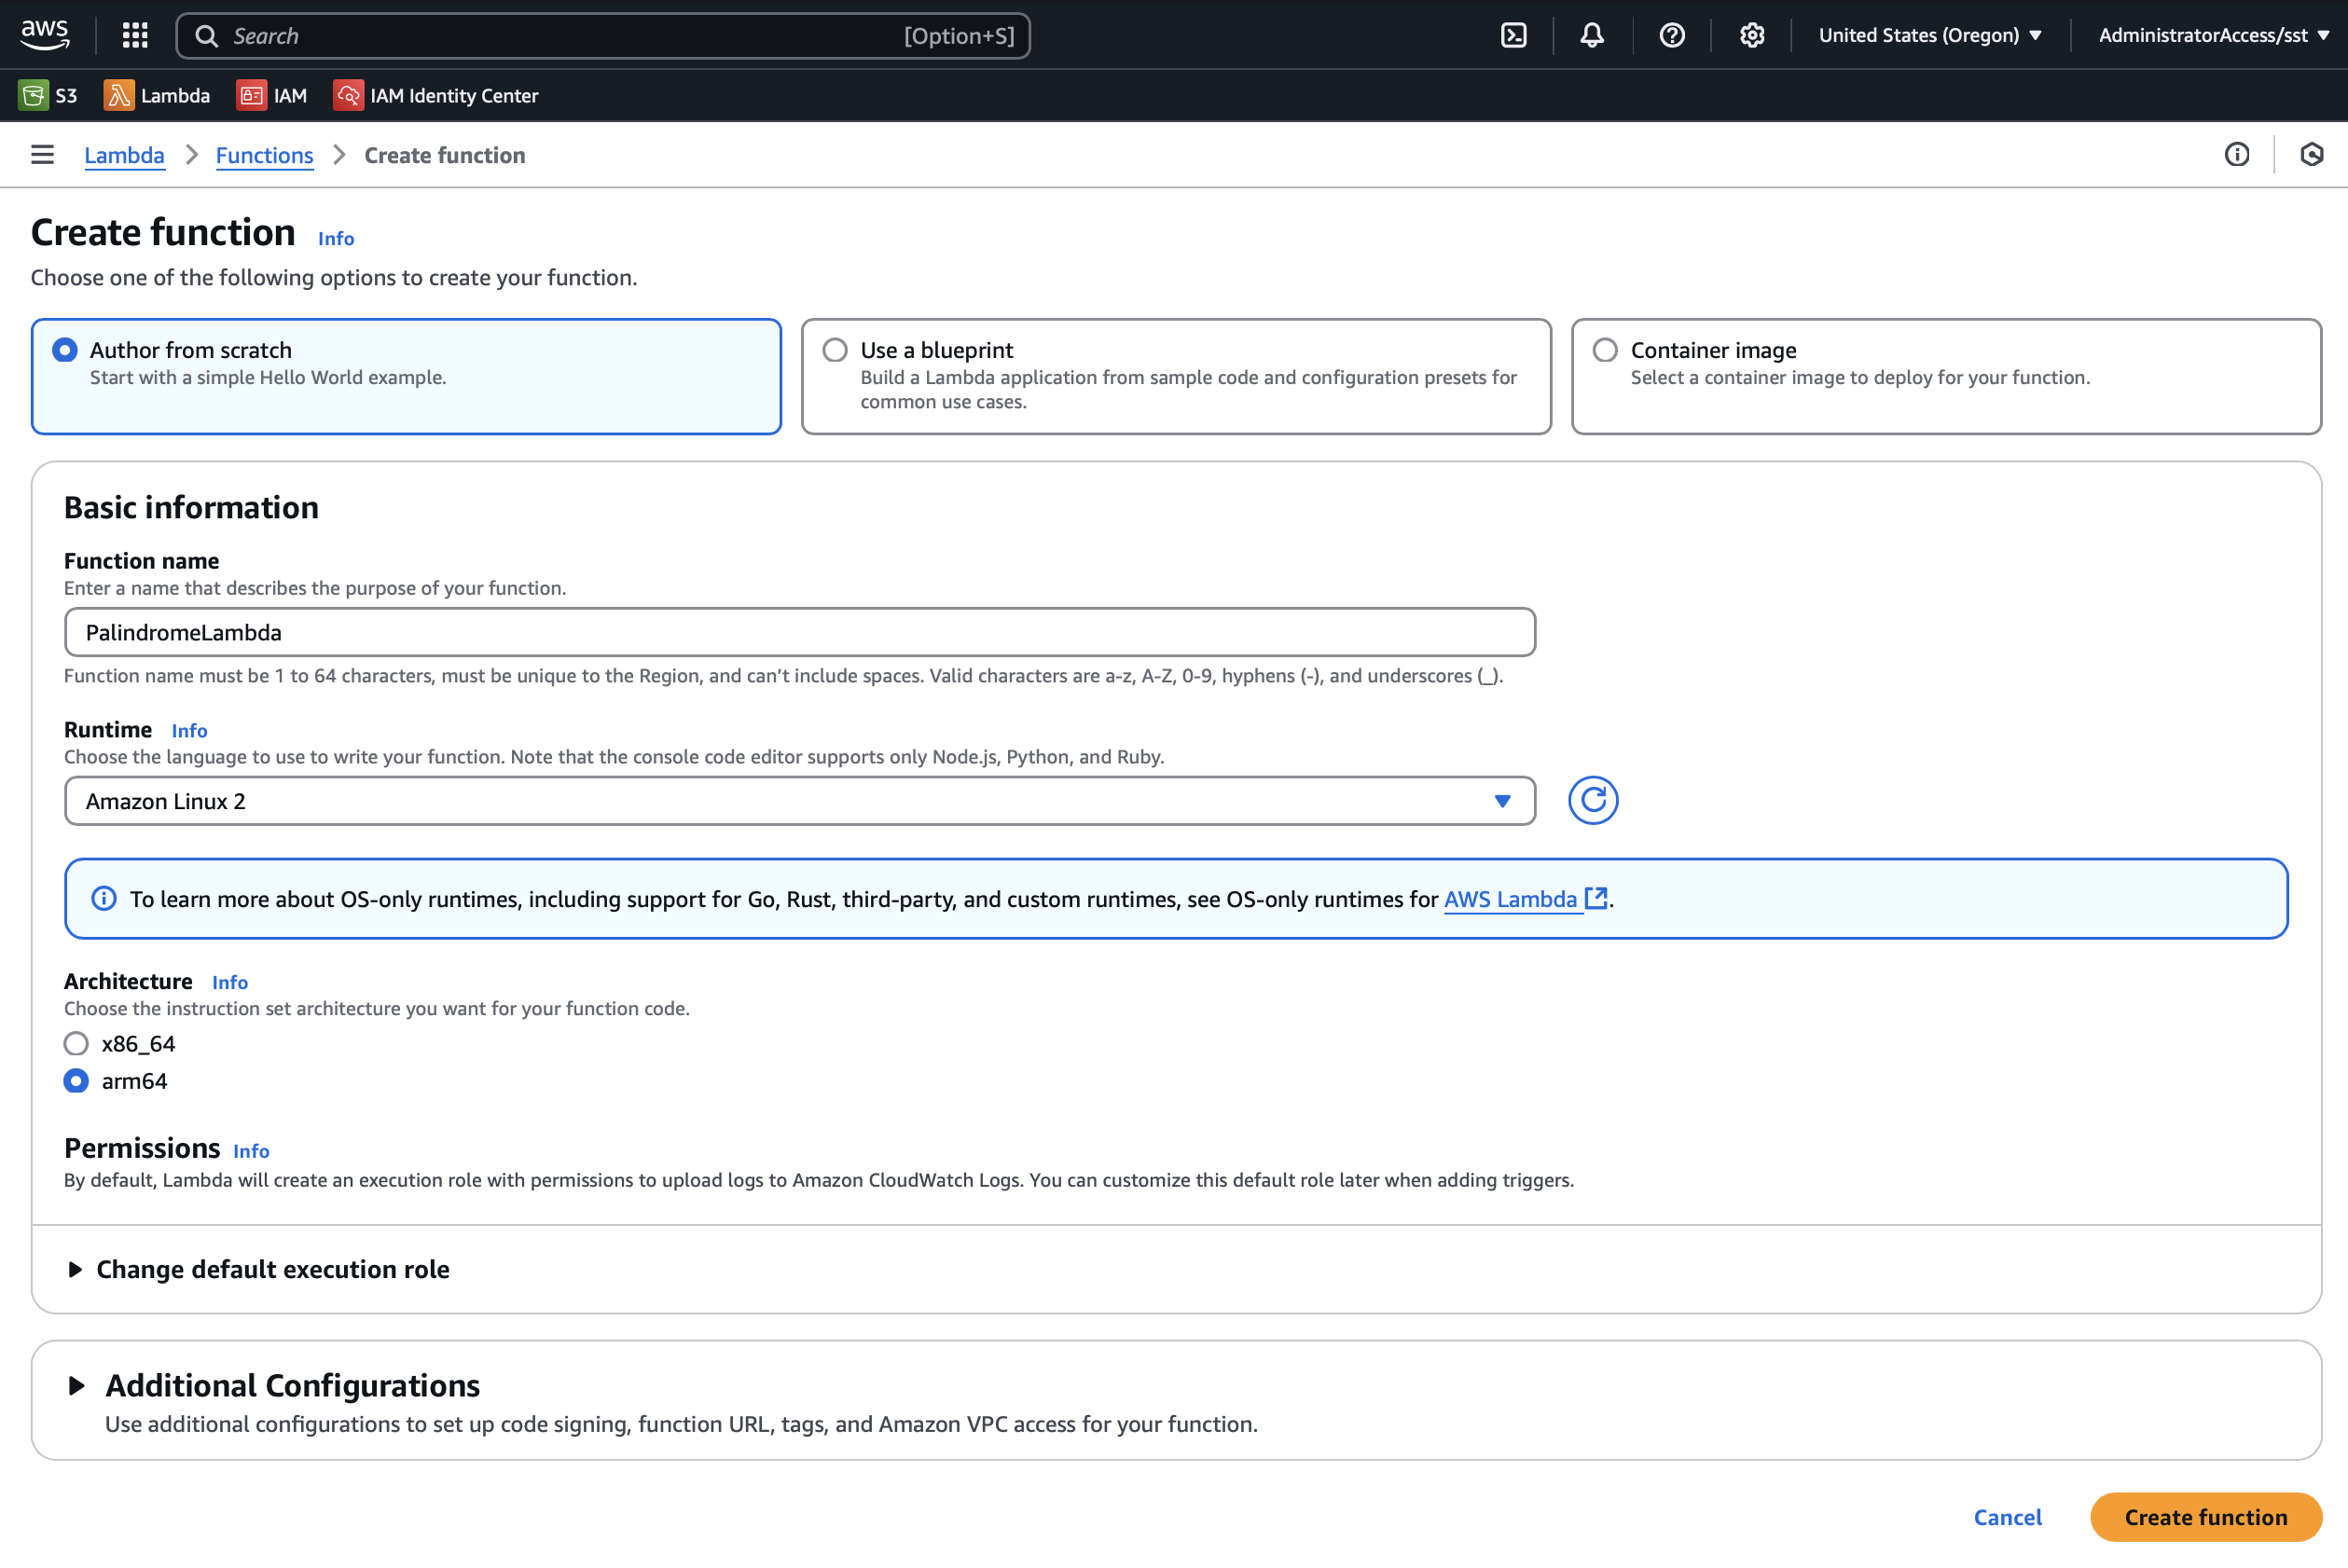 aws
Search [Option+S] United States (Oregon) AdministratorAccess/sst
S3 Lambda IAM IAM Identity Center
Lambda Functions Create function
Create function Info
Choose one of the following options to create your function.
Author from scratch
Start with a simple Hello World example.
Use a blueprint
Build a Lambda application from sample code and configuration presets for
common use cases.
Container image
Select a container image to deploy for your function.
Basic information
Function name
Enter a name that describes the purpose of your function.
PalindromeLambda
Function name must be 1 to 64 characters, must be unique to the Region, and can’t include spaces. Valid characters are a-z, A-Z, 0-9, hyphens (-), and underscores (_).
Runtime Info
Choose the language to use to write your function. Note that the console code editor supports only Node.js, Python, and Ruby.
Amazon Linux 2
To learn more about OS-only runtimes, including support for Go, Rust, third-party, and custom runtimes, see OS-only runtimes for AWS Lambda.
Architecture Info
Choose the instruction set architecture you want for your function code.
x86_64
arm64
Permissions Info
By default, Lambda will create an execution role with permissions to upload logs to Amazon CloudWatch Logs. You can customize this default role later when adding triggers.
Change default execution role
Additional Configurations
Use additional configurations to set up code signing, function URL, tags, and Amazon VPC access for your function.
Cancel Create function